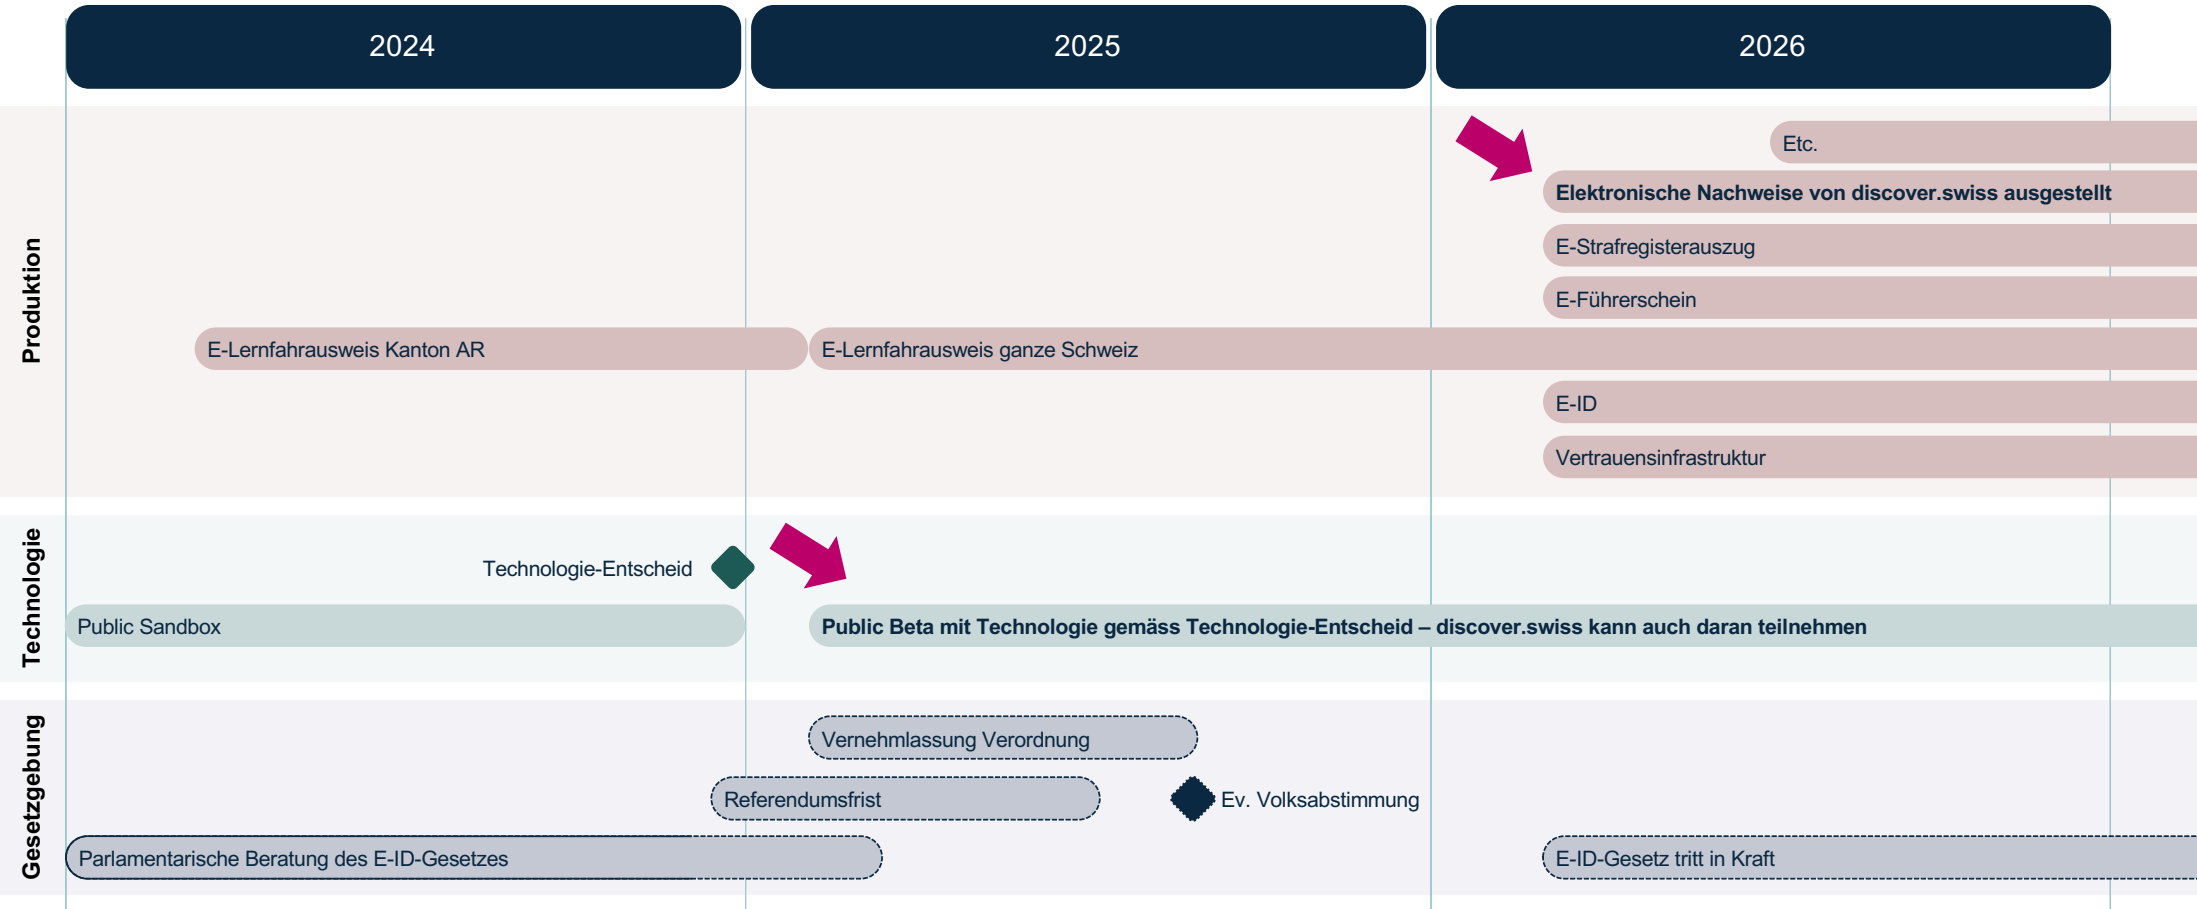 2024
2025
2026
Produktion
Etc.
Elektronische Nachweise von discover.swiss ausgestellt
E-Strafregisterauszug
E-Führerschein
E-Lernfahrausweis Kanton AR
E-Lernfahrausweis ganze Schweiz
E-ID
Vertrauensinfrastruktur
Technologie
Technologie-Entscheid
Public Sandbox
Public Beta mit Technologie gemäss Technologie-Entscheid – discover.swiss kann auch daran teilnehmen
Gesetzgebung
Vernehmlassung Verordnung
Referendumsfrist
Ev. Volksabstimmung
Parlamentarische Beratung des E-ID-Gesetzes
E-ID-Gesetz tritt in Kraft